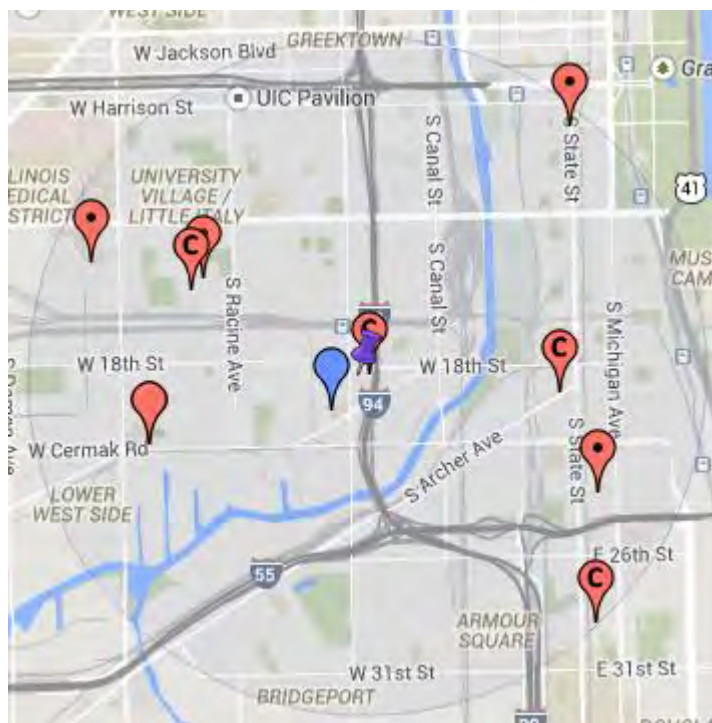 WEST SIDE
GREEKTOWN
W Jackson Blvd
Gra
W Harrison St
UIC Pavilion
S Canal St
S State St
ILLINOIS
MEDICAL
DISTRICT
UNIVERSITY
VILLAGE /
LITTLE ITALY
41
MUS
CAM
S Racine Ave
S Canal St
C
C
S Michigan Ave
W 18th St
W 18th St
C
94
W Cermak Rd
S Archer Ave
S State St
LOWER
WEST SIDE
E 26th St
55
C
ARMOUR
SQUARE
W 31st St
E 31st St
BRIDGEPORT